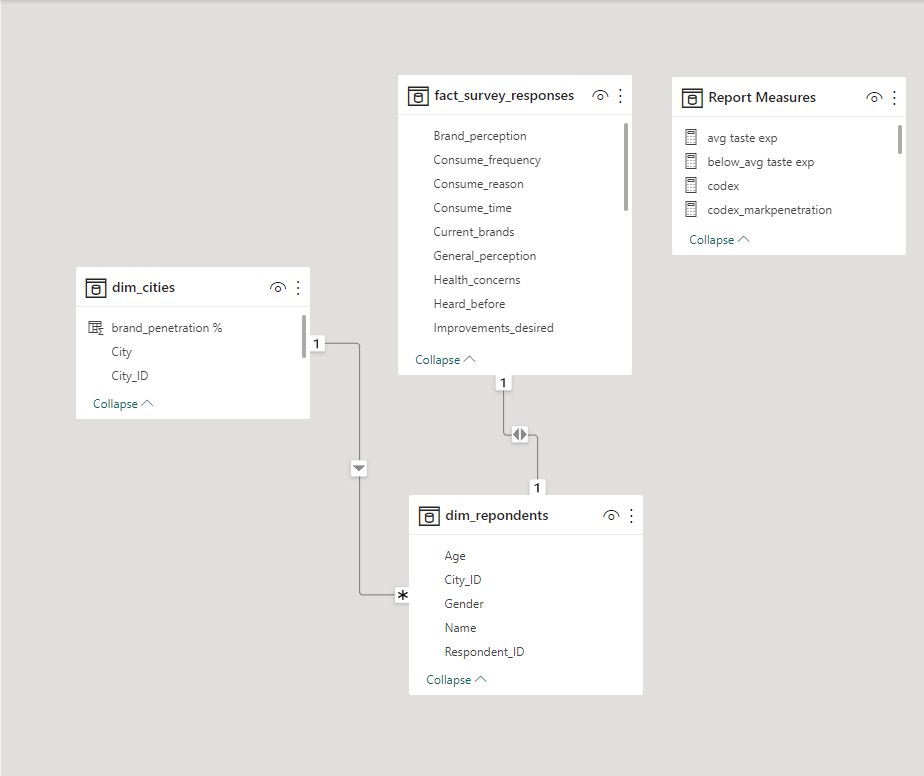 fact_survey_responses
Brand_perception
Consume_frequency
Consume_reason
Consume_time
Current_brands
General_perception
Health_concerns
Heard_before
Improvements_desired
Collapse
Report Measures
avg taste exp
below_avg taste exp
codex
codex_markpenetration
Collapse
dim_cities
brand_penetration %
City
City_ID
Collapse
1
1
1
*
dim_repondents
Age
City_ID
Gender
Name
Respondent_ID
Collapse